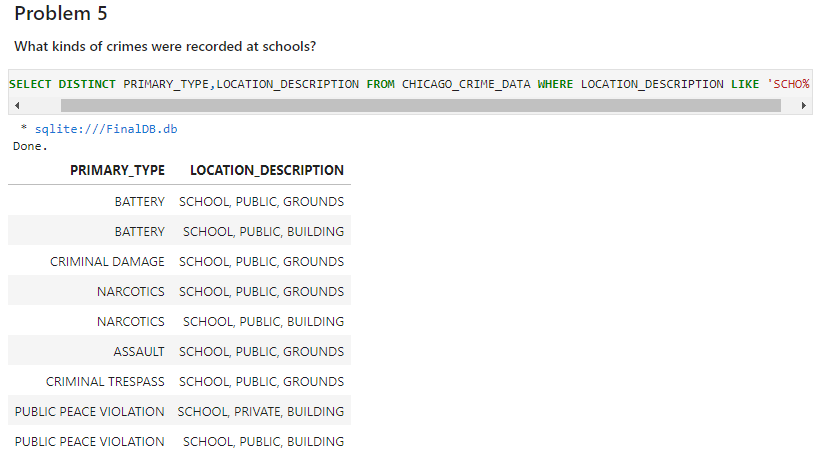 Problem 5
What kinds of crimes were recorded at schools?
SELECT DISTINCT PRIMARY_TYPE,LOCATION_DESCRIPTION FROM CHICAGO_CRIME_DATA WHERE LOCATION_DESCRIPTION LIKE 'SCHO%
* sqlite:///FinalDB.db
Done.
PRIMARY_TYPE LOCATION_DESCRIPTION
BATTERY SCHOOL, PUBLIC, GROUNDS
BATTERY SCHOOL, PUBLIC, BUILDING
CRIMINAL DAMAGE SCHOOL, PUBLIC, GROUNDS
NARCOTICS SCHOOL, PUBLIC, GROUNDS
NARCOTICS SCHOOL, PUBLIC, BUILDING
ASSAULT SCHOOL, PUBLIC, GROUNDS
CRIMINAL TRESPASS SCHOOL, PUBLIC, GROUNDS
PUBLIC PEACE VIOLATION SCHOOL, PRIVATE, BUILDING
PUBLIC PEACE VIOLATION SCHOOL, PUBLIC, BUILDING